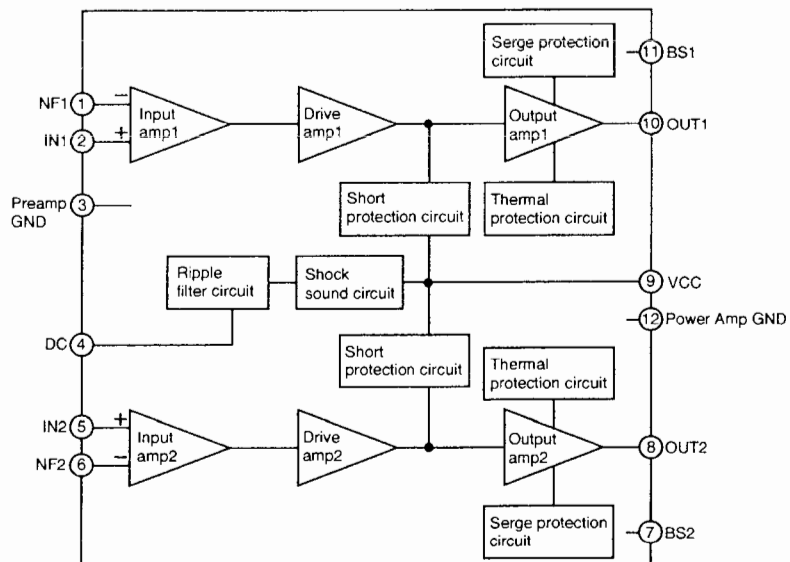 Serge protection
circuit
11 BS1
NF1 1 −
Input
amp1
Drive
amp1
Output
amp1
10 OUT1
IN1 2 +
Preamp 3
GND
Short
protection circuit
Thermal
protection circuit
Ripple
filter circuit
Shock
sound circuit
9 VCC
12 Power Amp GND
DC 4
Short
protection circuit
Thermal
protection circuit
IN2 5 +
Input
amp2
Drive
amp2
Output
amp2
8 OUT2
NF2 6 −
Serge protection
circuit
7 BS2